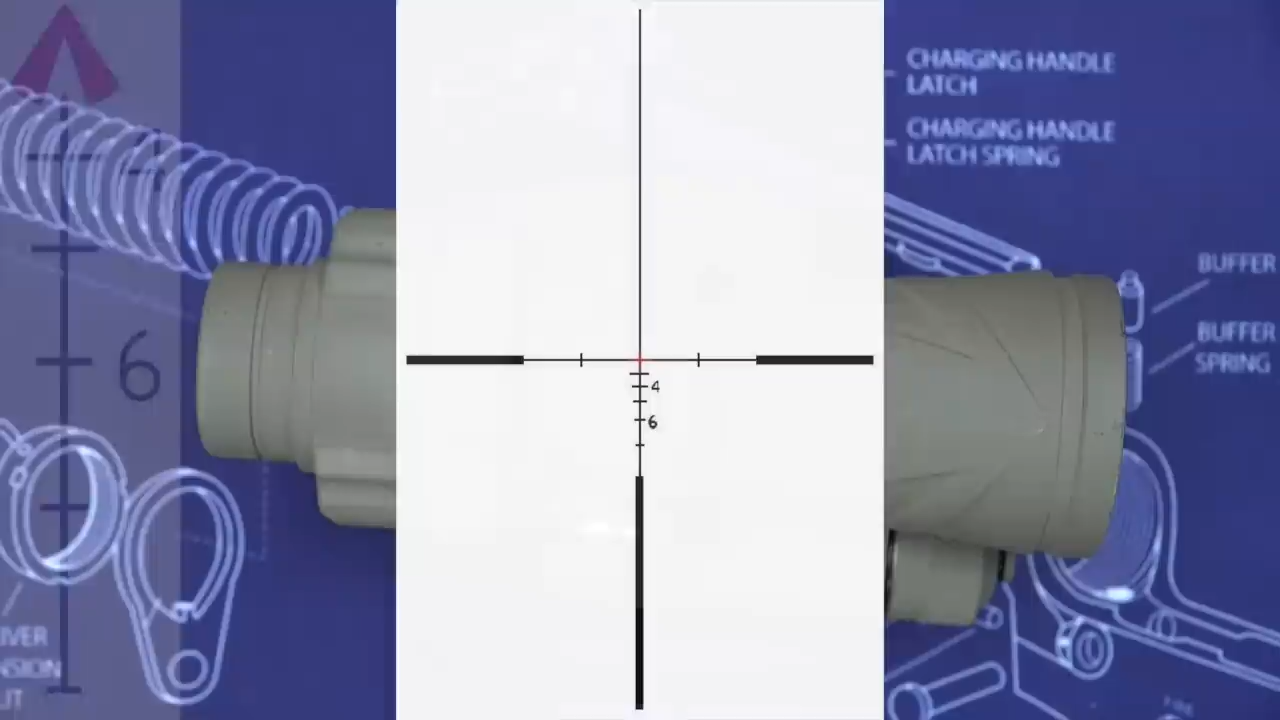 CHARGING HANDLE
LATCH
CHARGING HANDLE
LATCH SPRING
BUFFER
BUFFER
SPRING
4
6
6